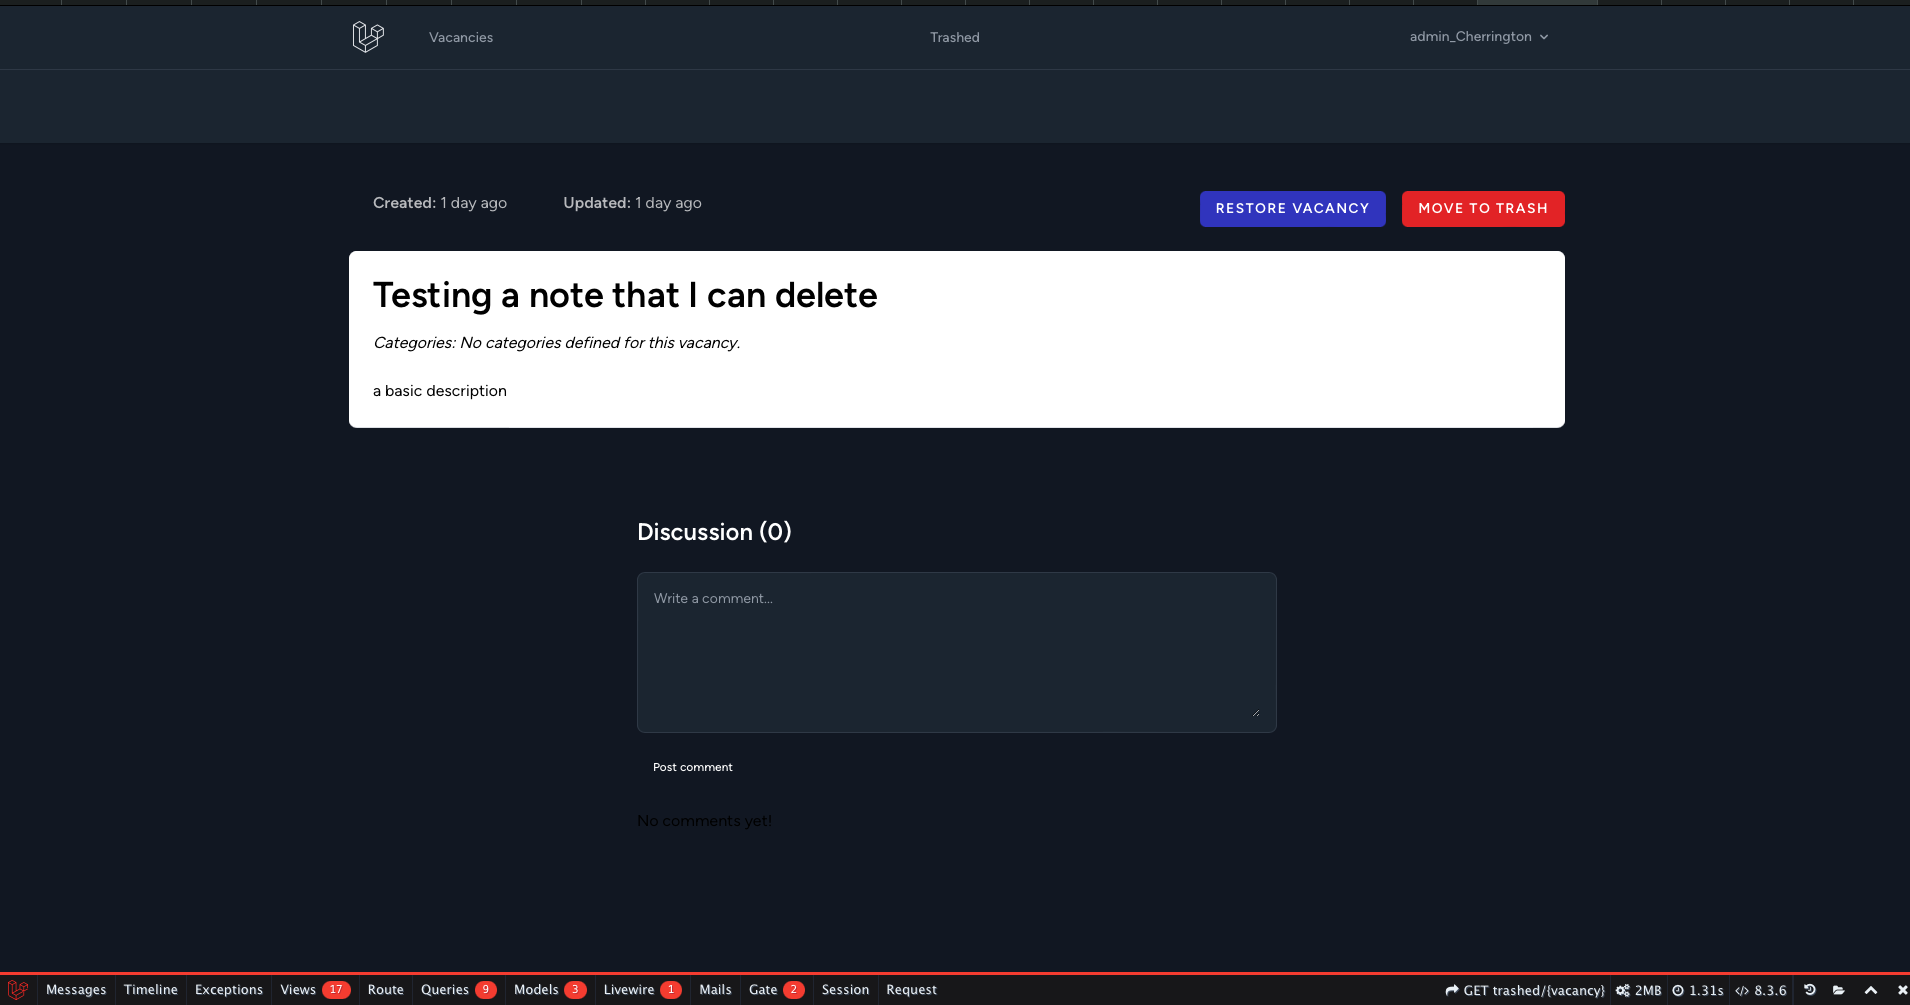 Vacancies Trashed admin_Cherrington
Created: 1 day ago Updated: 1 day ago RESTORE VACANCY MOVE TO TRASH
Testing a note that I can delete
Categories: No categories defined for this vacancy.
a basic description
Discussion (0)
Write a comment...
Post comment
No comments yet!
Messages Timeline Exceptions Views 17 Route Queries 9 Models 3 Livewire 1 Mails Gate 2 Session Request GET trashed/{vacancy} 2MB 1.31s </> 8.3.6